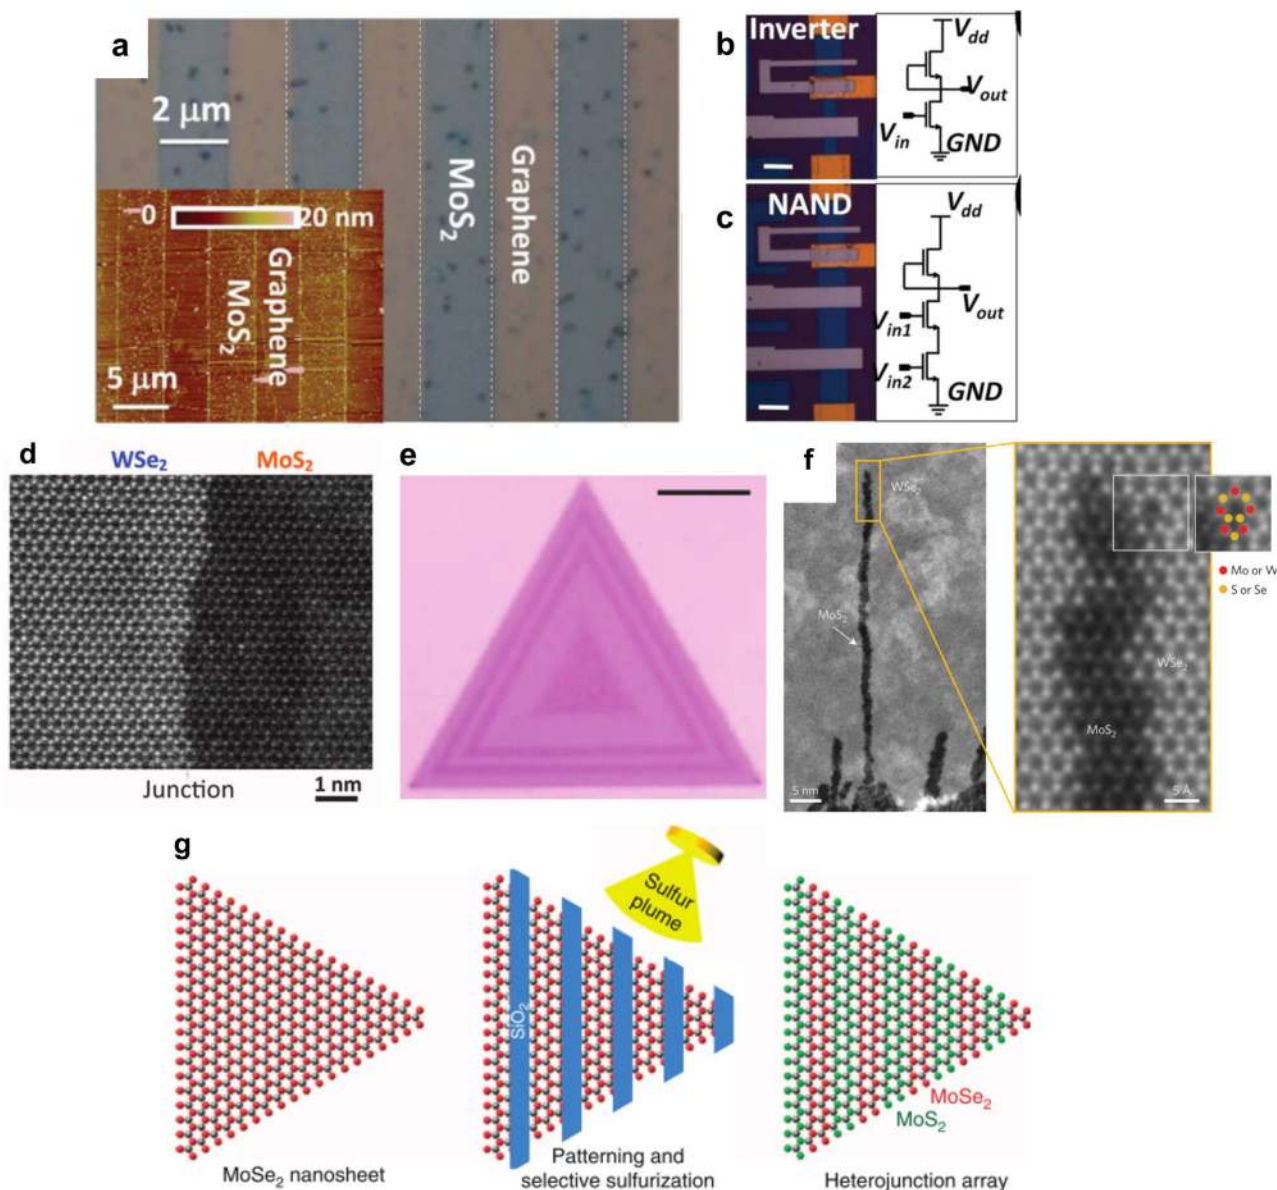 a
2 μm
MoS2
Graphene
0
20 nm
Graphene
MoS2
5 μm
b
Inverter
Vdd
Vout
Vin
GND
c
NAND
Vdd
Vout
Vin1
Vin2
GND
d
WSe2
MoS2
Junction
1 nm
e
f
WSe2
MoS2
5 nm
Mo or W
S or Se
WSe2
MoS2
5 Å
g
Sulfur
plume
SiO2
MoSe2
MoS2
MoSe2 nanosheet
Patterning and
selective sulfurization
Heterojunction array